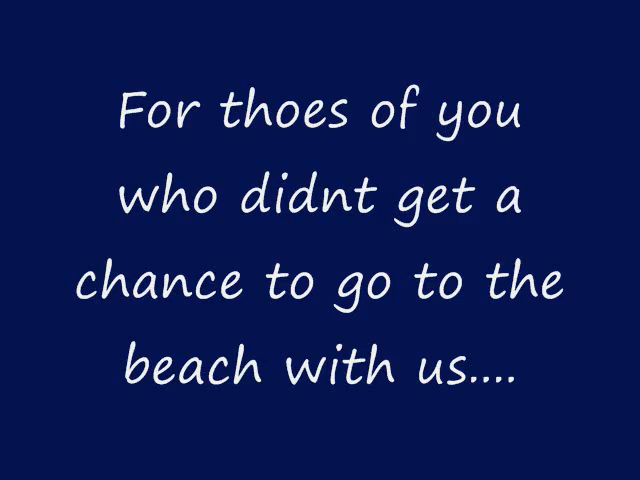 For thoes of you
who didnt get a
chance to go to the
beach with us....